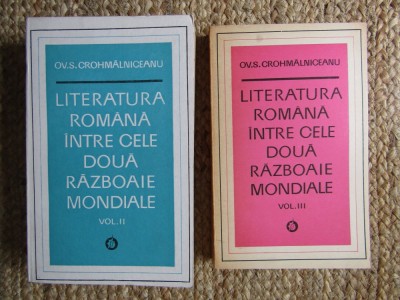 OV.S.CROHMĂLNICEANU
LITERATURA
ROMÂNĂ
ÎNTRE CELE
DOUĂ
RĂZBOAIE
MONDIALE
VOL. II
OV.S.CROHMĂLNICEANU
LITERATURA
ROMÂNĂ
ÎNTRE CELE
DOUĂ
RĂZBOAIE
MONDIALE
VOL. III